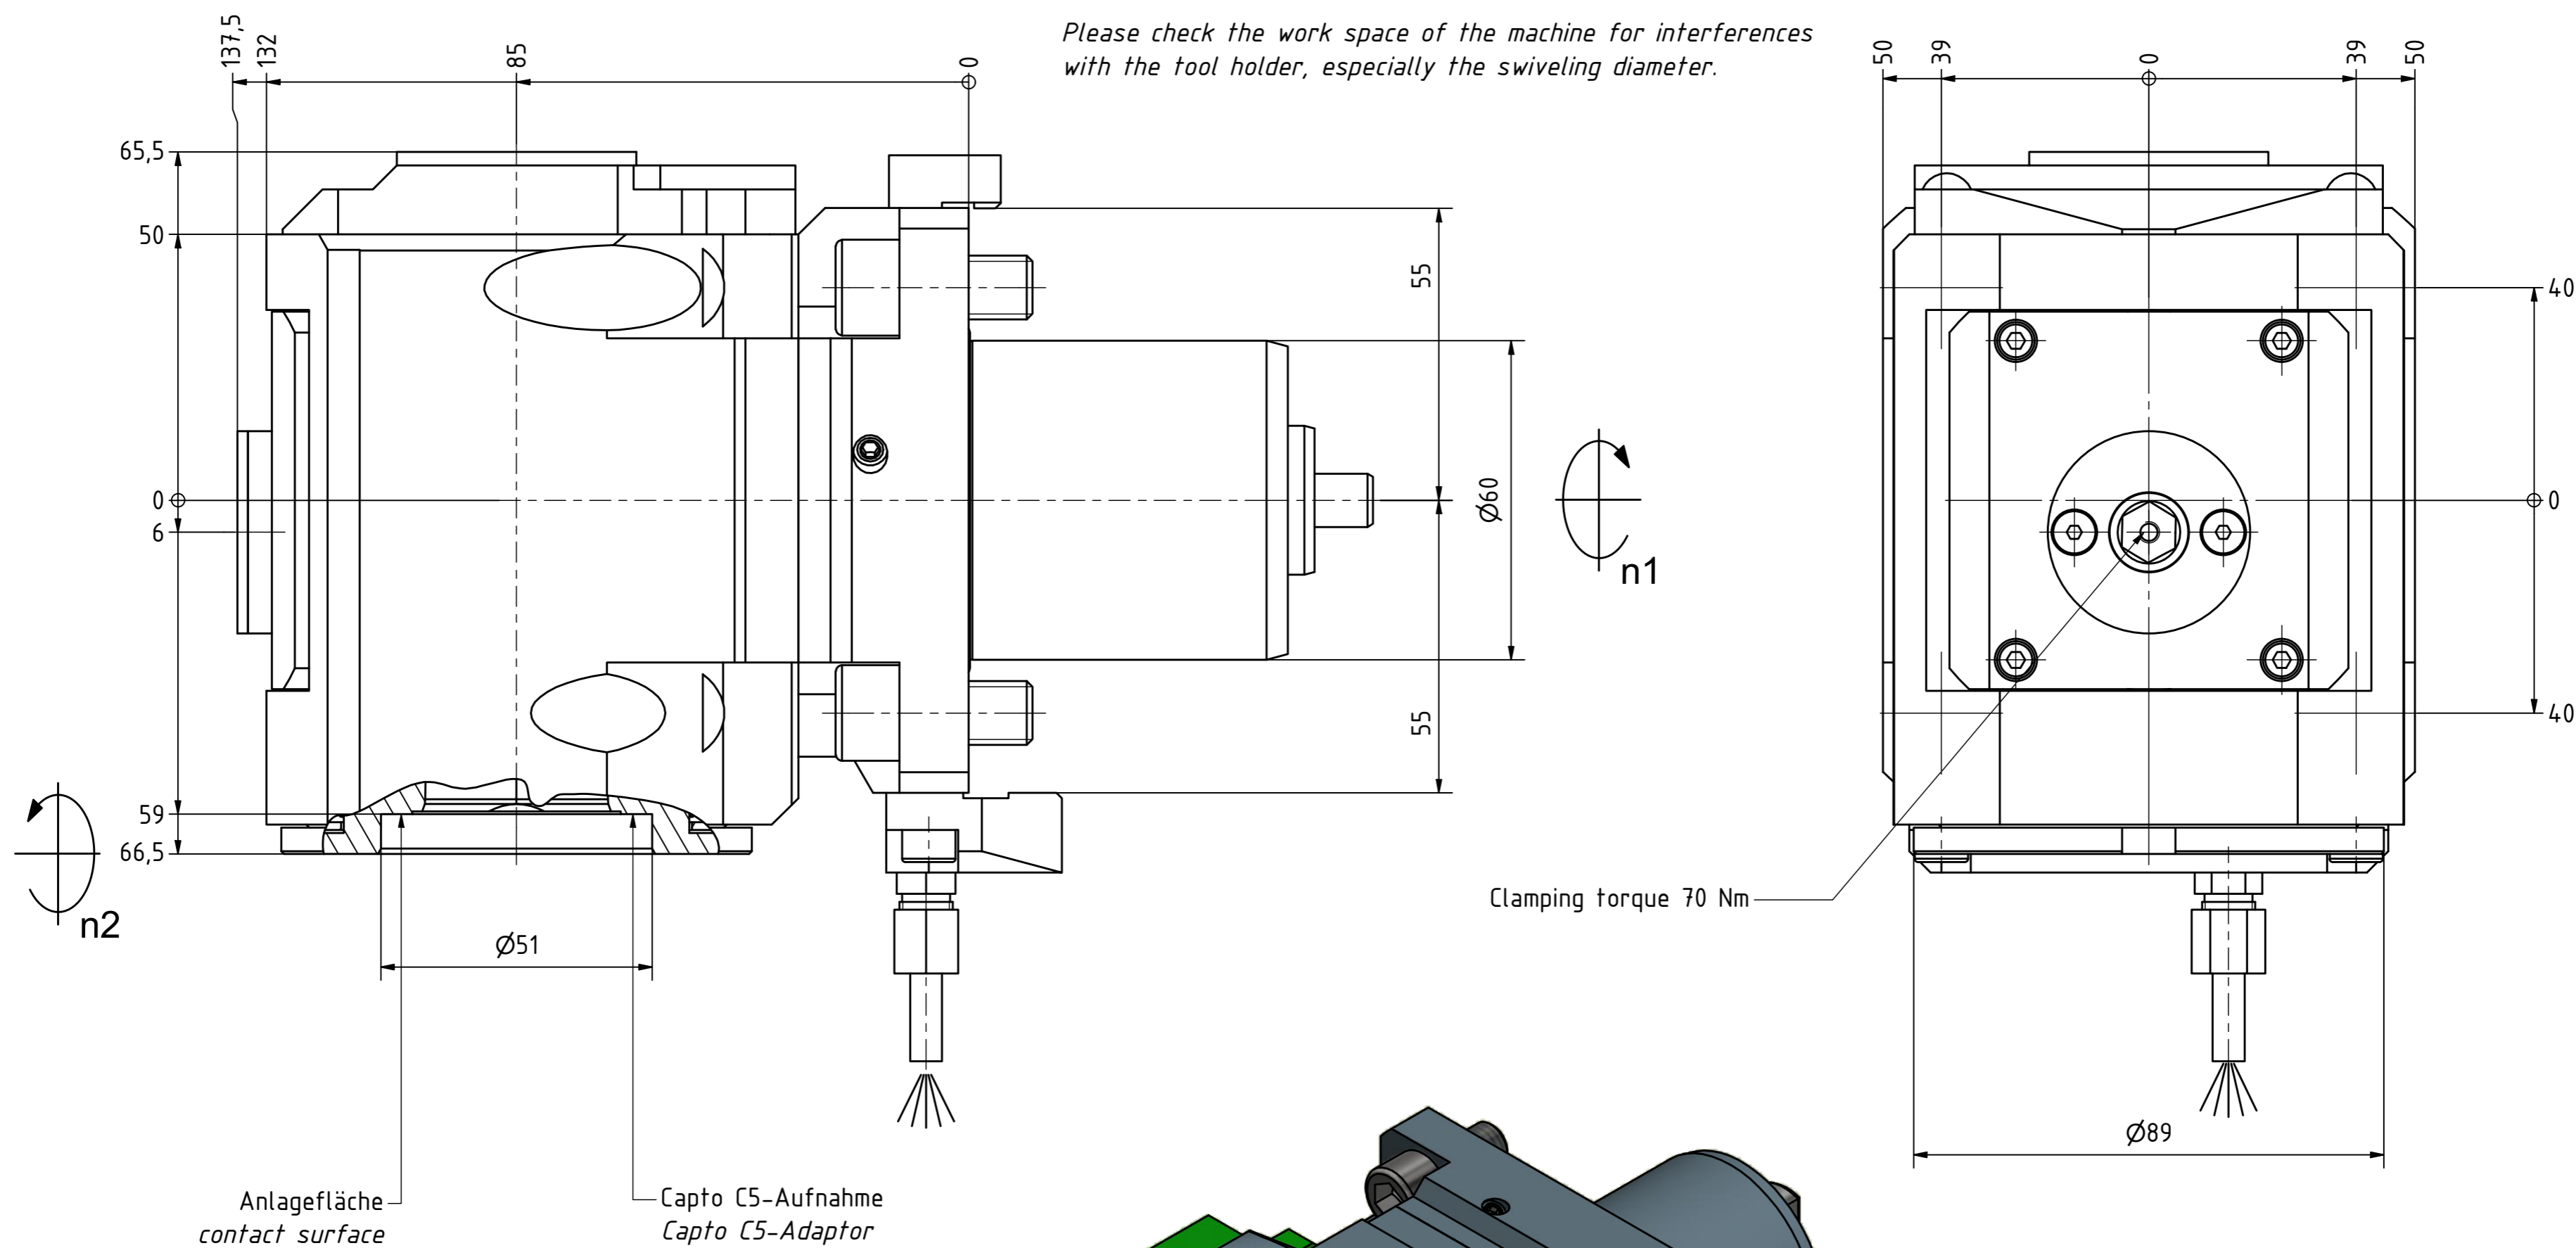 137,5
132
85
0
Please check the work space of the machine for interferences
with the tool holder, especially the swiveling diameter.
50
39
0
39
50
65,5
50
0
6
59
66,5
55
55
Ø60
n1
n2
40
0
40
Clamping torque 70 Nm
Ø51
Ø89
Anlagefläche
contact surface
Capto C5-Aufnahme
Capto C5-Adaptor